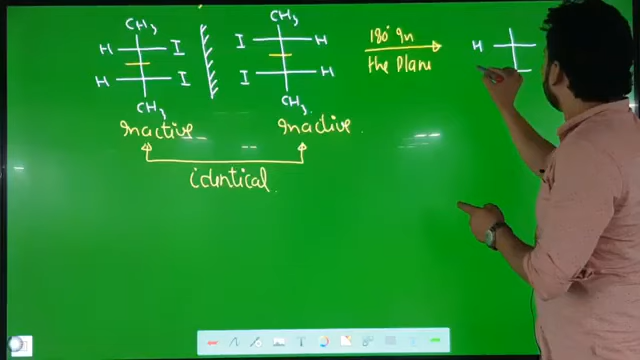 CH3 CH3
H I I H 180° in
the Plane H
H I I H
CH3 CH3
Inactive Inactive
identical